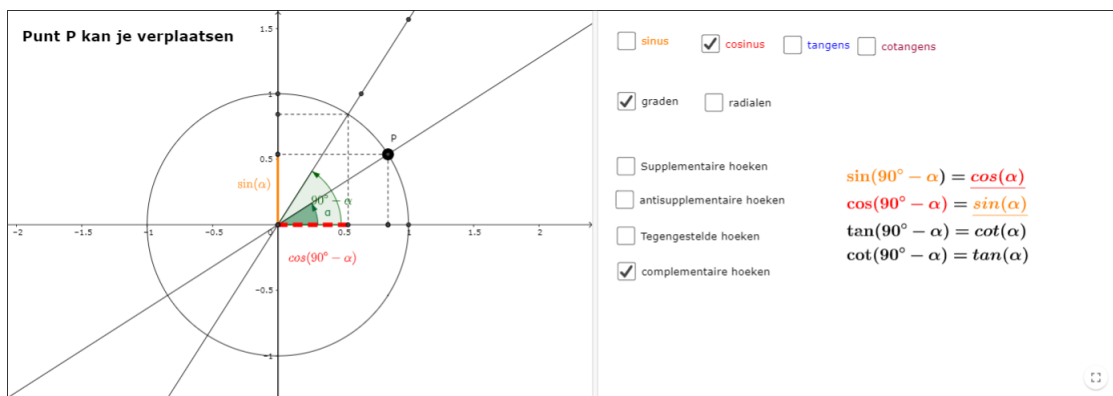 Punt P kan je verplaatsen
1.5
1
P
0.5
sin(α)
90° − α
α
−2
−1.5
−1
−0.5
0
0.5
1
1.5
2
cos(90° − α)
−0.5
−1
sinus
cosinus
tangens
cotangens
graden
radialen
Supplementaire hoeken
antisupplementaire hoeken
Tegengestelde hoeken
complementaire hoeken
sin(90° − α) = cos(α)
cos(90° − α) = sin(α)
tan(90° − α) = cot(α)
cot(90° − α) = tan(α)